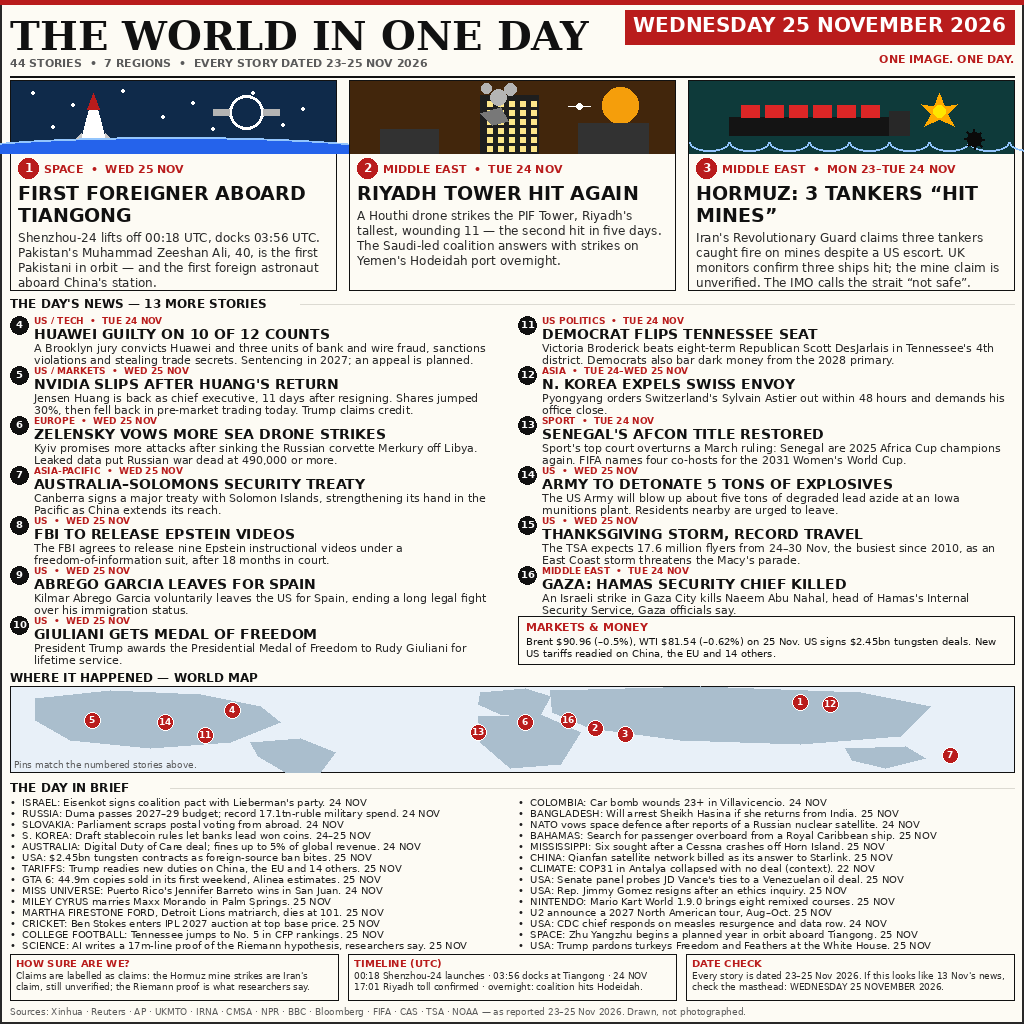 THE WORLD IN ONE DAY
WEDNESDAY 25 NOVEMBER 2026
44 STORIES • 7 REGIONS • EVERY STORY DATED 23–25 NOV 2026
ONE IMAGE. ONE DAY.
1 SPACE • WED 25 NOV
FIRST FOREIGNER ABOARD
TIANGONG
Shenzhou-24 lifts off 00:18 UTC, docks 03:56 UTC.
Pakistan's Muhammad Zeeshan Ali, 40, is the first
Pakistani in orbit — and the first foreign astronaut
aboard China's station.
2 MIDDLE EAST • TUE 24 NOV
RIYADH TOWER HIT AGAIN
A Houthi drone strikes the PIF Tower, Riyadh's
tallest, wounding 11 — the second hit in five days.
The Saudi-led coalition answers with strikes on
Yemen's Hodeidah port overnight.
3 MIDDLE EAST • MON 23–TUE 24 NOV
HORMUZ: 3 TANKERS “HIT
MINES”
Iran's Revolutionary Guard claims three tankers
caught fire on mines despite a US escort. UK
monitors confirm three ships hit; the mine claim is
unverified. The IMO calls the strait “not safe”.
THE DAY'S NEWS — 13 MORE STORIES
4 US / TECH • TUE 24 NOV
HUAWEI GUILTY ON 10 OF 12 COUNTS
A Brooklyn jury convicts Huawei and three units of bank and wire fraud, sanctions
violations and stealing trade secrets. Sentencing in 2027; an appeal is planned.
5 US / MARKETS • WED 25 NOV
NVIDIA SLIPS AFTER HUANG'S RETURN
Jensen Huang is back as chief executive, 11 days after resigning. Shares jumped
30%, then fell back in pre-market trading today. Trump claims credit.
6 EUROPE • WED 25 NOV
ZELENSKY VOWS MORE SEA DRONE STRIKES
Kyiv promises more attacks after sinking the Russian corvette Merkury off Libya.
Leaked data put Russian war dead at 490,000 or more.
7 ASIA-PACIFIC • WED 25 NOV
AUSTRALIA–SOLOMONS SECURITY TREATY
Canberra signs a major treaty with Solomon Islands, strengthening its hand in the
Pacific as China extends its reach.
8 US • WED 25 NOV
FBI TO RELEASE EPSTEIN VIDEOS
The FBI agrees to release nine Epstein instructional videos under a
freedom-of-information suit, after 18 months in court.
9 US • WED 25 NOV
ABREGO GARCIA LEAVES FOR SPAIN
Kilmar Abrego Garcia voluntarily leaves the US for Spain, ending a long legal fight
over his immigration status.
10 US • WED 25 NOV
GIULIANI GETS MEDAL OF FREEDOM
President Trump awards the Presidential Medal of Freedom to Rudy Giuliani for
lifetime service.
11 US POLITICS • TUE 24 NOV
DEMOCRAT FLIPS TENNESSEE SEAT
Victoria Broderick beats eight-term Republican Scott DesJarlais in Tennessee's 4th
district. Democrats also bar dark money from the 2028 primary.
12 ASIA • TUE 24–WED 25 NOV
N. KOREA EXPELS SWISS ENVOY
Pyongyang orders Switzerland's Sylvain Astier out within 48 hours and demands his
office close.
13 SPORT • TUE 24 NOV
SENEGAL'S AFCON TITLE RESTORED
Sport's top court overturns a March ruling: Senegal are 2025 Africa Cup champions
again. FIFA names four co-hosts for the 2031 Women's World Cup.
14 US • WED 25 NOV
ARMY TO DETONATE 5 TONS OF EXPLOSIVES
The US Army will blow up about five tons of degraded lead azide at an Iowa
munitions plant. Residents nearby are urged to leave.
15 US • WED 25 NOV
THANKSGIVING STORM, RECORD TRAVEL
The TSA expects 17.6 million flyers from 24–30 Nov, the busiest since 2010, as an
East Coast storm threatens the Macy's parade.
16 MIDDLE EAST • TUE 24 NOV
GAZA: HAMAS SECURITY CHIEF KILLED
An Israeli strike in Gaza City kills Naeem Abu Nahal, head of Hamas's Internal
Security Service, Gaza officials say.
MARKETS & MONEY
Brent $90.96 (–0.5%), WTI $81.54 (–0.62%) on 25 Nov. US signs $2.45bn tungsten deals. New
US tariffs readied on China, the EU and 14 others.
WHERE IT HAPPENED — WORLD MAP
5
14
11
4
13
6
16
2
3
1
12
7
Pins match the numbered stories above.
THE DAY IN BRIEF
• ISRAEL: Eisenkot signs coalition pact with Lieberman's party. 24 NOV
• RUSSIA: Duma passes 2027–29 budget; record 17.1tn-ruble military spend. 24 NOV
• SLOVAKIA: Parliament scraps postal voting from abroad. 24 NOV
• S. KOREA: Draft stablecoin rules let banks lead won coins. 24–25 NOV
• AUSTRALIA: Digital Duty of Care deal; fines up to 5% of global revenue. 24 NOV
• USA: $2.45bn tungsten contracts as foreign-source ban bites. 25 NOV
• TARIFFS: Trump readies new duties on China, the EU and 14 others. 25 NOV
• GTA 6: 44.9m copies sold in its first weekend, Alinea estimates. 25 NOV
• MISS UNIVERSE: Puerto Rico's Jennifer Barreto wins in San Juan. 24 NOV
• MILEY CYRUS marries Maxx Morando in Palm Springs. 25 NOV
• MARTHA FIRESTONE FORD, Detroit Lions matriarch, dies at 101. 25 NOV
• CRICKET: Ben Stokes enters IPL 2027 auction at top base price. 25 NOV
• COLLEGE FOOTBALL: Tennessee jumps to No. 5 in CFP rankings. 25 NOV
• SCIENCE: AI writes a 17m-line proof of the Riemann hypothesis, researchers say. 25 NOV
• COLOMBIA: Car bomb wounds 23+ in Villavicencio. 24 NOV
• BANGLADESH: Will arrest Sheikh Hasina if she returns from India. 25 NOV
• NATO vows space defence after reports of a Russian nuclear satellite. 24 NOV
• BAHAMAS: Search for passenger overboard from a Royal Caribbean ship. 25 NOV
• MISSISSIPPI: Six sought after a Cessna crashes off Horn Island. 25 NOV
• CHINA: Qianfan satellite network billed as its answer to Starlink. 25 NOV
• CLIMATE: COP31 in Antalya collapsed with no deal (context). 22 NOV
• USA: Senate panel probes JD Vance's ties to a Venezuelan oil deal. 25 NOV
• USA: Rep. Jimmy Gomez resigns after an ethics inquiry. 25 NOV
• NINTENDO: Mario Kart World 1.9.0 brings eight remixed courses. 25 NOV
• U2 announce a 2027 North American tour, Aug–Oct. 25 NOV
• USA: CDC chief responds on measles resurgence and data row. 24 NOV
• SPACE: Zhu Yangzhu begins a planned year in orbit aboard Tiangong. 25 NOV
• USA: Trump pardons turkeys Freedom and Feathers at the White House. 25 NOV
HOW SURE ARE WE?
Claims are labelled as claims: the Hormuz mine strikes are Iran's
claim, still unverified; the Riemann proof is what researchers say.
TIMELINE (UTC)
00:18 Shenzhou-24 launches · 03:56 docks at Tiangong · 24 NOV
17:01 Riyadh toll confirmed · overnight: coalition hits Hodeidah.
DATE CHECK
Every story is dated 23–25 Nov 2026. If this looks like 13 Nov's news,
check the masthead: WEDNESDAY 25 NOVEMBER 2026.
Sources: Xinhua · Reuters · AP · UKMTO · IRNA · CMSA · NPR · BBC · Bloomberg · FIFA · CAS · TSA · NOAA — as reported 23–25 Nov 2026. Drawn, not photographed.